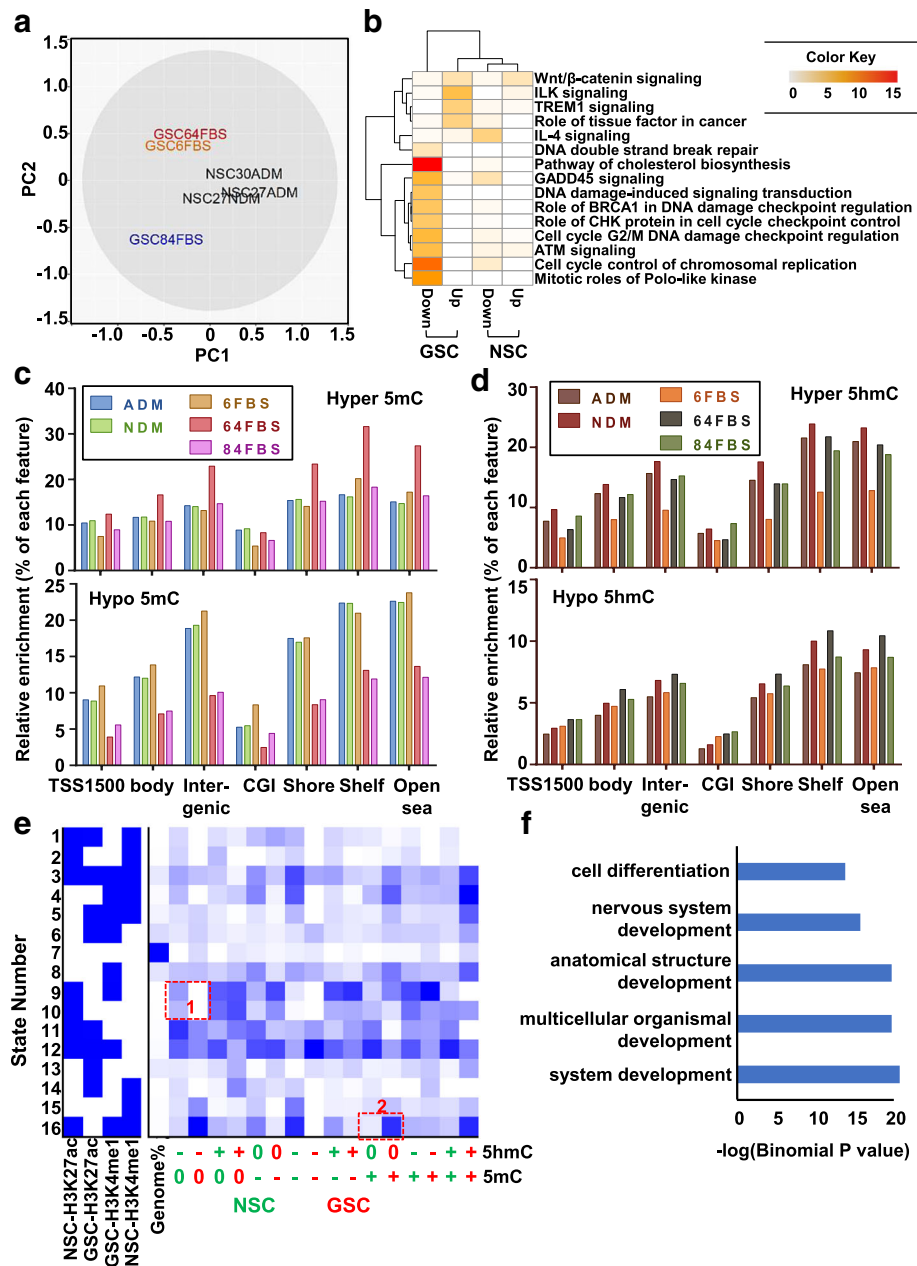 a
1.5
1.0
0.5
0
-0.5
-1.0
-1.5
PC2
GSC64FBS
GSC6FBS
NSC30ADM
NSC27ADM
NSC27NDM
GSC84FBS
-1.0 -0.5 0 0.5 1.0 1.5
PC1
b
Color Key
0 5 10 15
Wnt/β-catenin signaling
ILK signaling
TREM1 signaling
Role of tissue factor in cancer
IL-4 signaling
DNA double strand break repair
Pathway of cholesterol biosynthesis
GADD45 signaling
DNA damage-induced signaling transduction
Role of BRCA1 in DNA damage checkpoint regulation
Role of CHK protein in cell cycle checkpoint control
Cell cycle G2/M DNA damage checkpoint regulation
ATM signaling
Cell cycle control of chromosomal replication
Mitotic roles of Polo-like kinase
Down Up Down Up
GSC NSC
c
Relative enrichment (% of each feature)
40
30
20
10
0
ADM 6FBS
NDM 64FBS
84FBS
Hyper 5mC
25
20
15
10
5
0
Hypo 5mC
TSS1500 body Inter-genic CGI Shore Shelf Open sea
d
Relative enrichment (% of each feature)
30
20
10
0
ADM 6FBS
NDM 64FBS
84FBS
Hyper 5hmC
15
10
5
0
Hypo 5hmC
TSS1500 body Inter-genic CGI Shore Shelf Open sea
e
State Number
1
2
3
4
5
6
7
8
9
10
11
12
13
14
15
16
1
2
NSC-H3K27ac
GSC-H3K27ac
GSC-H3K4me1
NSC-H3K4me1
Genome%
- - + + 0 0 - - + + 0 0 - - + + 5hmC
0 0 0 0 - - - - - - + + + + + + 5mC
NSC GSC
f
cell differentiation
nervous system
development
anatomical structure
development
multicellular organismal
development
system development
0 5 10 15 20
-log(Binomial P value)